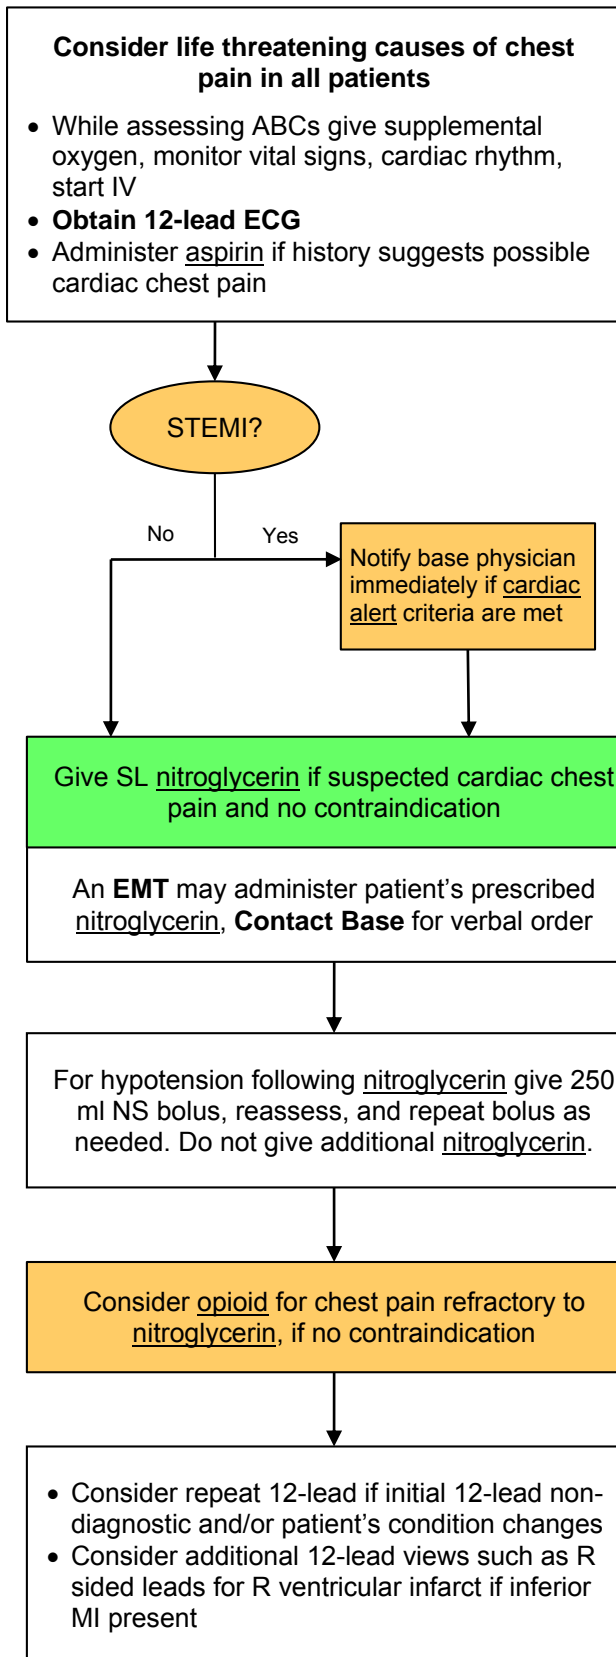 Consider life threatening causes of chest
pain in all patients
• While assessing ABCs give supplemental
oxygen, monitor vital signs, cardiac rhythm,
start IV
• Obtain 12-lead ECG
• Administer aspirin if history suggests possible
cardiac chest pain
STEMI?
No
Yes
Notify base physician
immediately if cardiac
alert criteria are met
Give SL nitroglycerin if suspected cardiac chest
pain and no contraindication
An EMT may administer patient's prescribed
nitroglycerin, Contact Base for verbal order
For hypotension following nitroglycerin give 250
ml NS bolus, reassess, and repeat bolus as
needed. Do not give additional nitroglycerin.
Consider opioid for chest pain refractory to
nitroglycerin, if no contraindication
• Consider repeat 12-lead if initial 12-lead non-
diagnostic and/or patient's condition changes
• Consider additional 12-lead views such as R
sided leads for R ventricular infarct if inferior
MI present